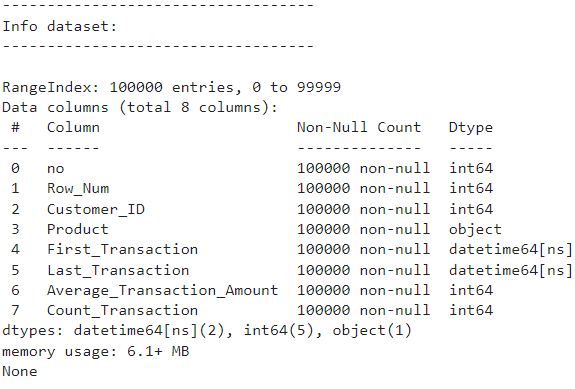 ----------------------------------
Info dataset:
----------------------------------
RangeIndex: 100000 entries, 0 to 99999
Data columns (total 8 columns):
 #   Column                      Non-Null Count   Dtype
---  ------                      --------------   -----
 0   no                          100000 non-null  int64
 1   Row_Num                     100000 non-null  int64
 2   Customer_ID                 100000 non-null  int64
 3   Product                     100000 non-null  object
 4   First_Transaction           100000 non-null  datetime64[ns]
 5   Last_Transaction            100000 non-null  datetime64[ns]
 6   Average_Transaction_Amount  100000 non-null  int64
 7   Count_Transaction           100000 non-null  int64
dtypes: datetime64[ns](2), int64(5), object(1)
memory usage: 6.1+ MB
None